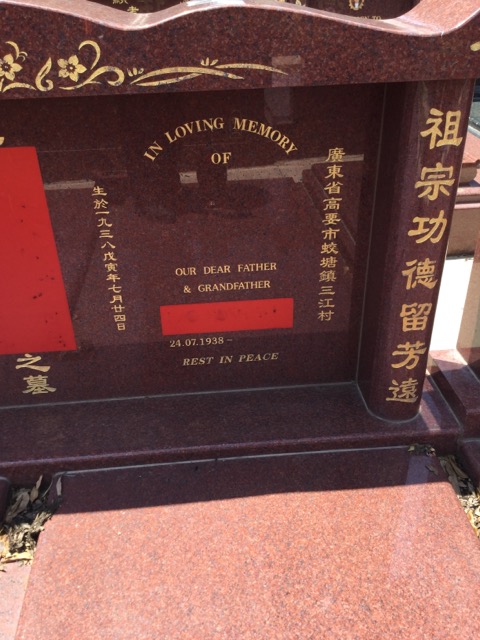 IN LOVING MEMORY
OF
OUR DEAR FATHER
& GRANDFATHER
24.07.1938 ~
REST IN PEACE
祖宗功德留芳遠
廣東省高要市蛟塘鎮三江村
生於一九三八戊寅年七月廿四日
之墓